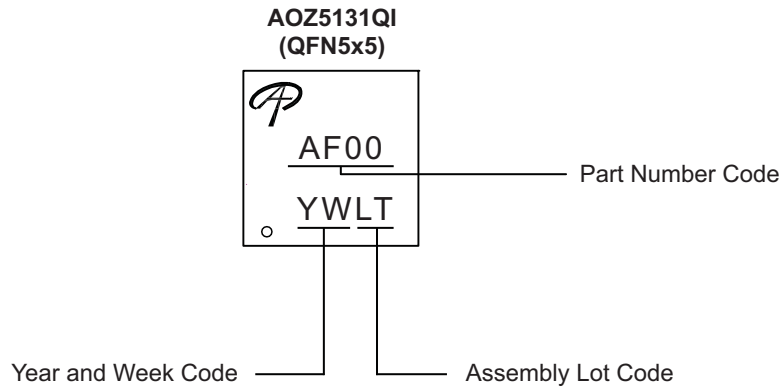 AOZ5131QI
(QFN5x5)
AF00
Part Number Code
YWLT
Year and Week Code
Assembly Lot Code